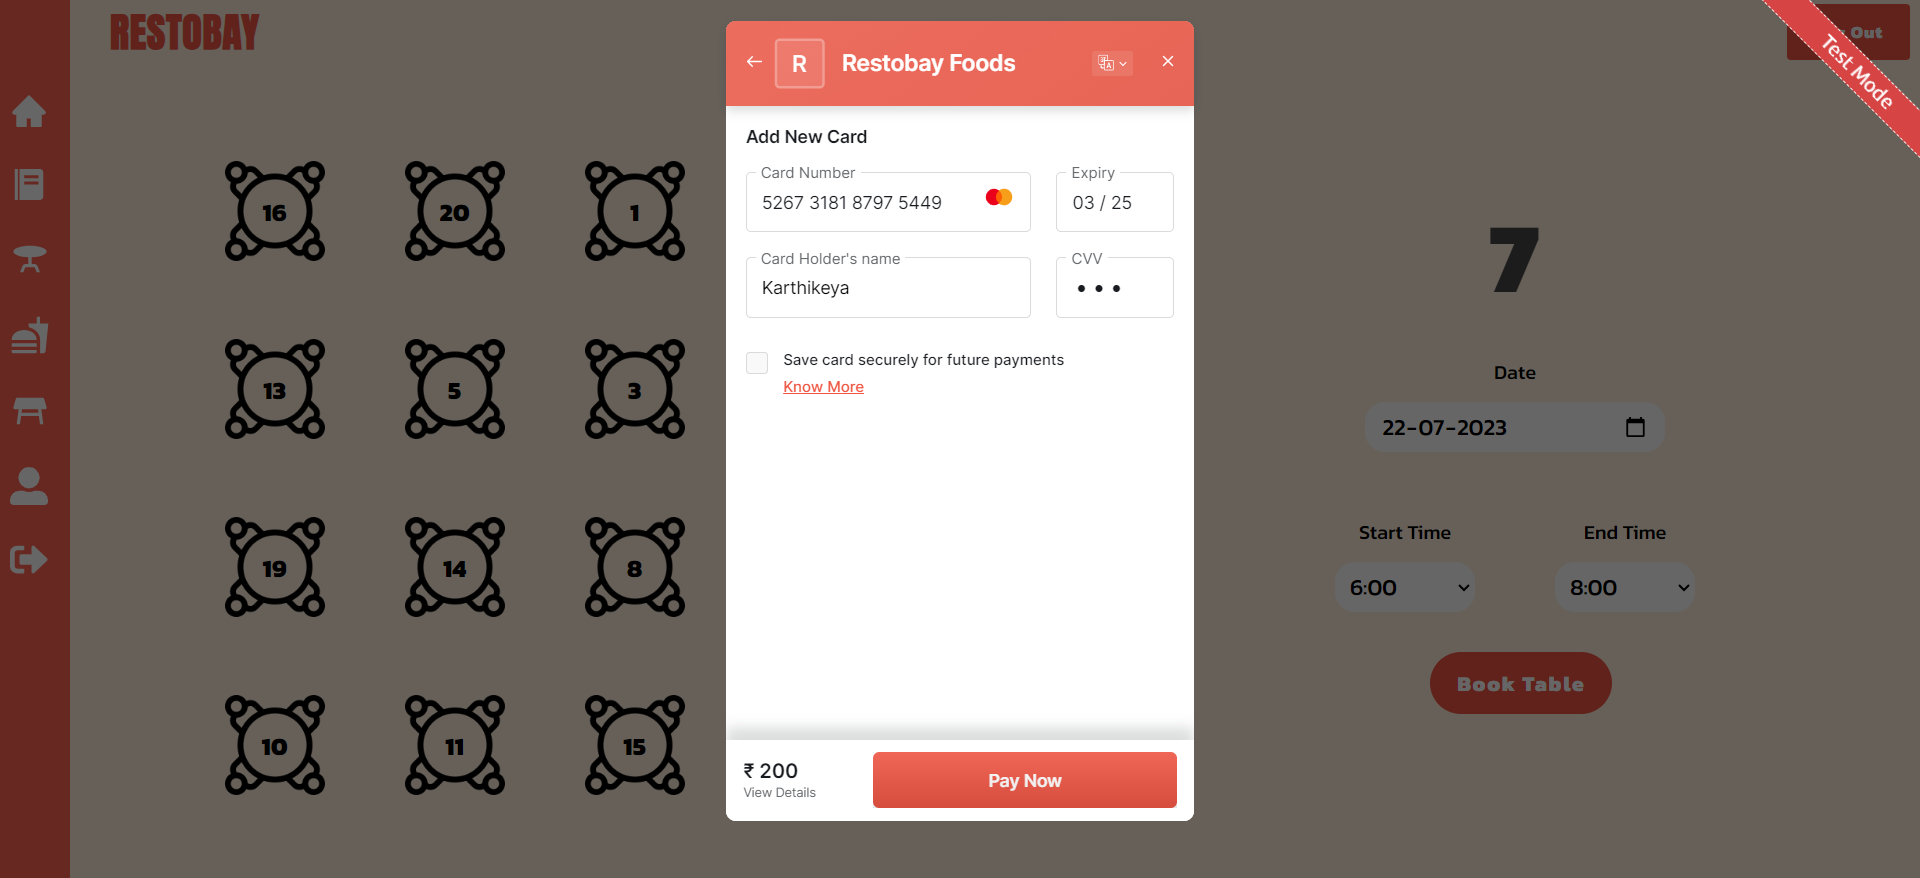 RESTOBAY
Out
Test Mode
R
Restobay Foods
Add New Card
Card Number
5267 3181 8797 5449
Expiry
03 / 25
Card Holder's name
Karthikeya
CVV
Save card securely for future payments
Know More
₹ 200
View Details
Pay Now
16
20
1
13
5
3
19
14
8
10
11
15
7
Date
22-07-2023
Start Time
End Time
6:00
8:00
Book Table